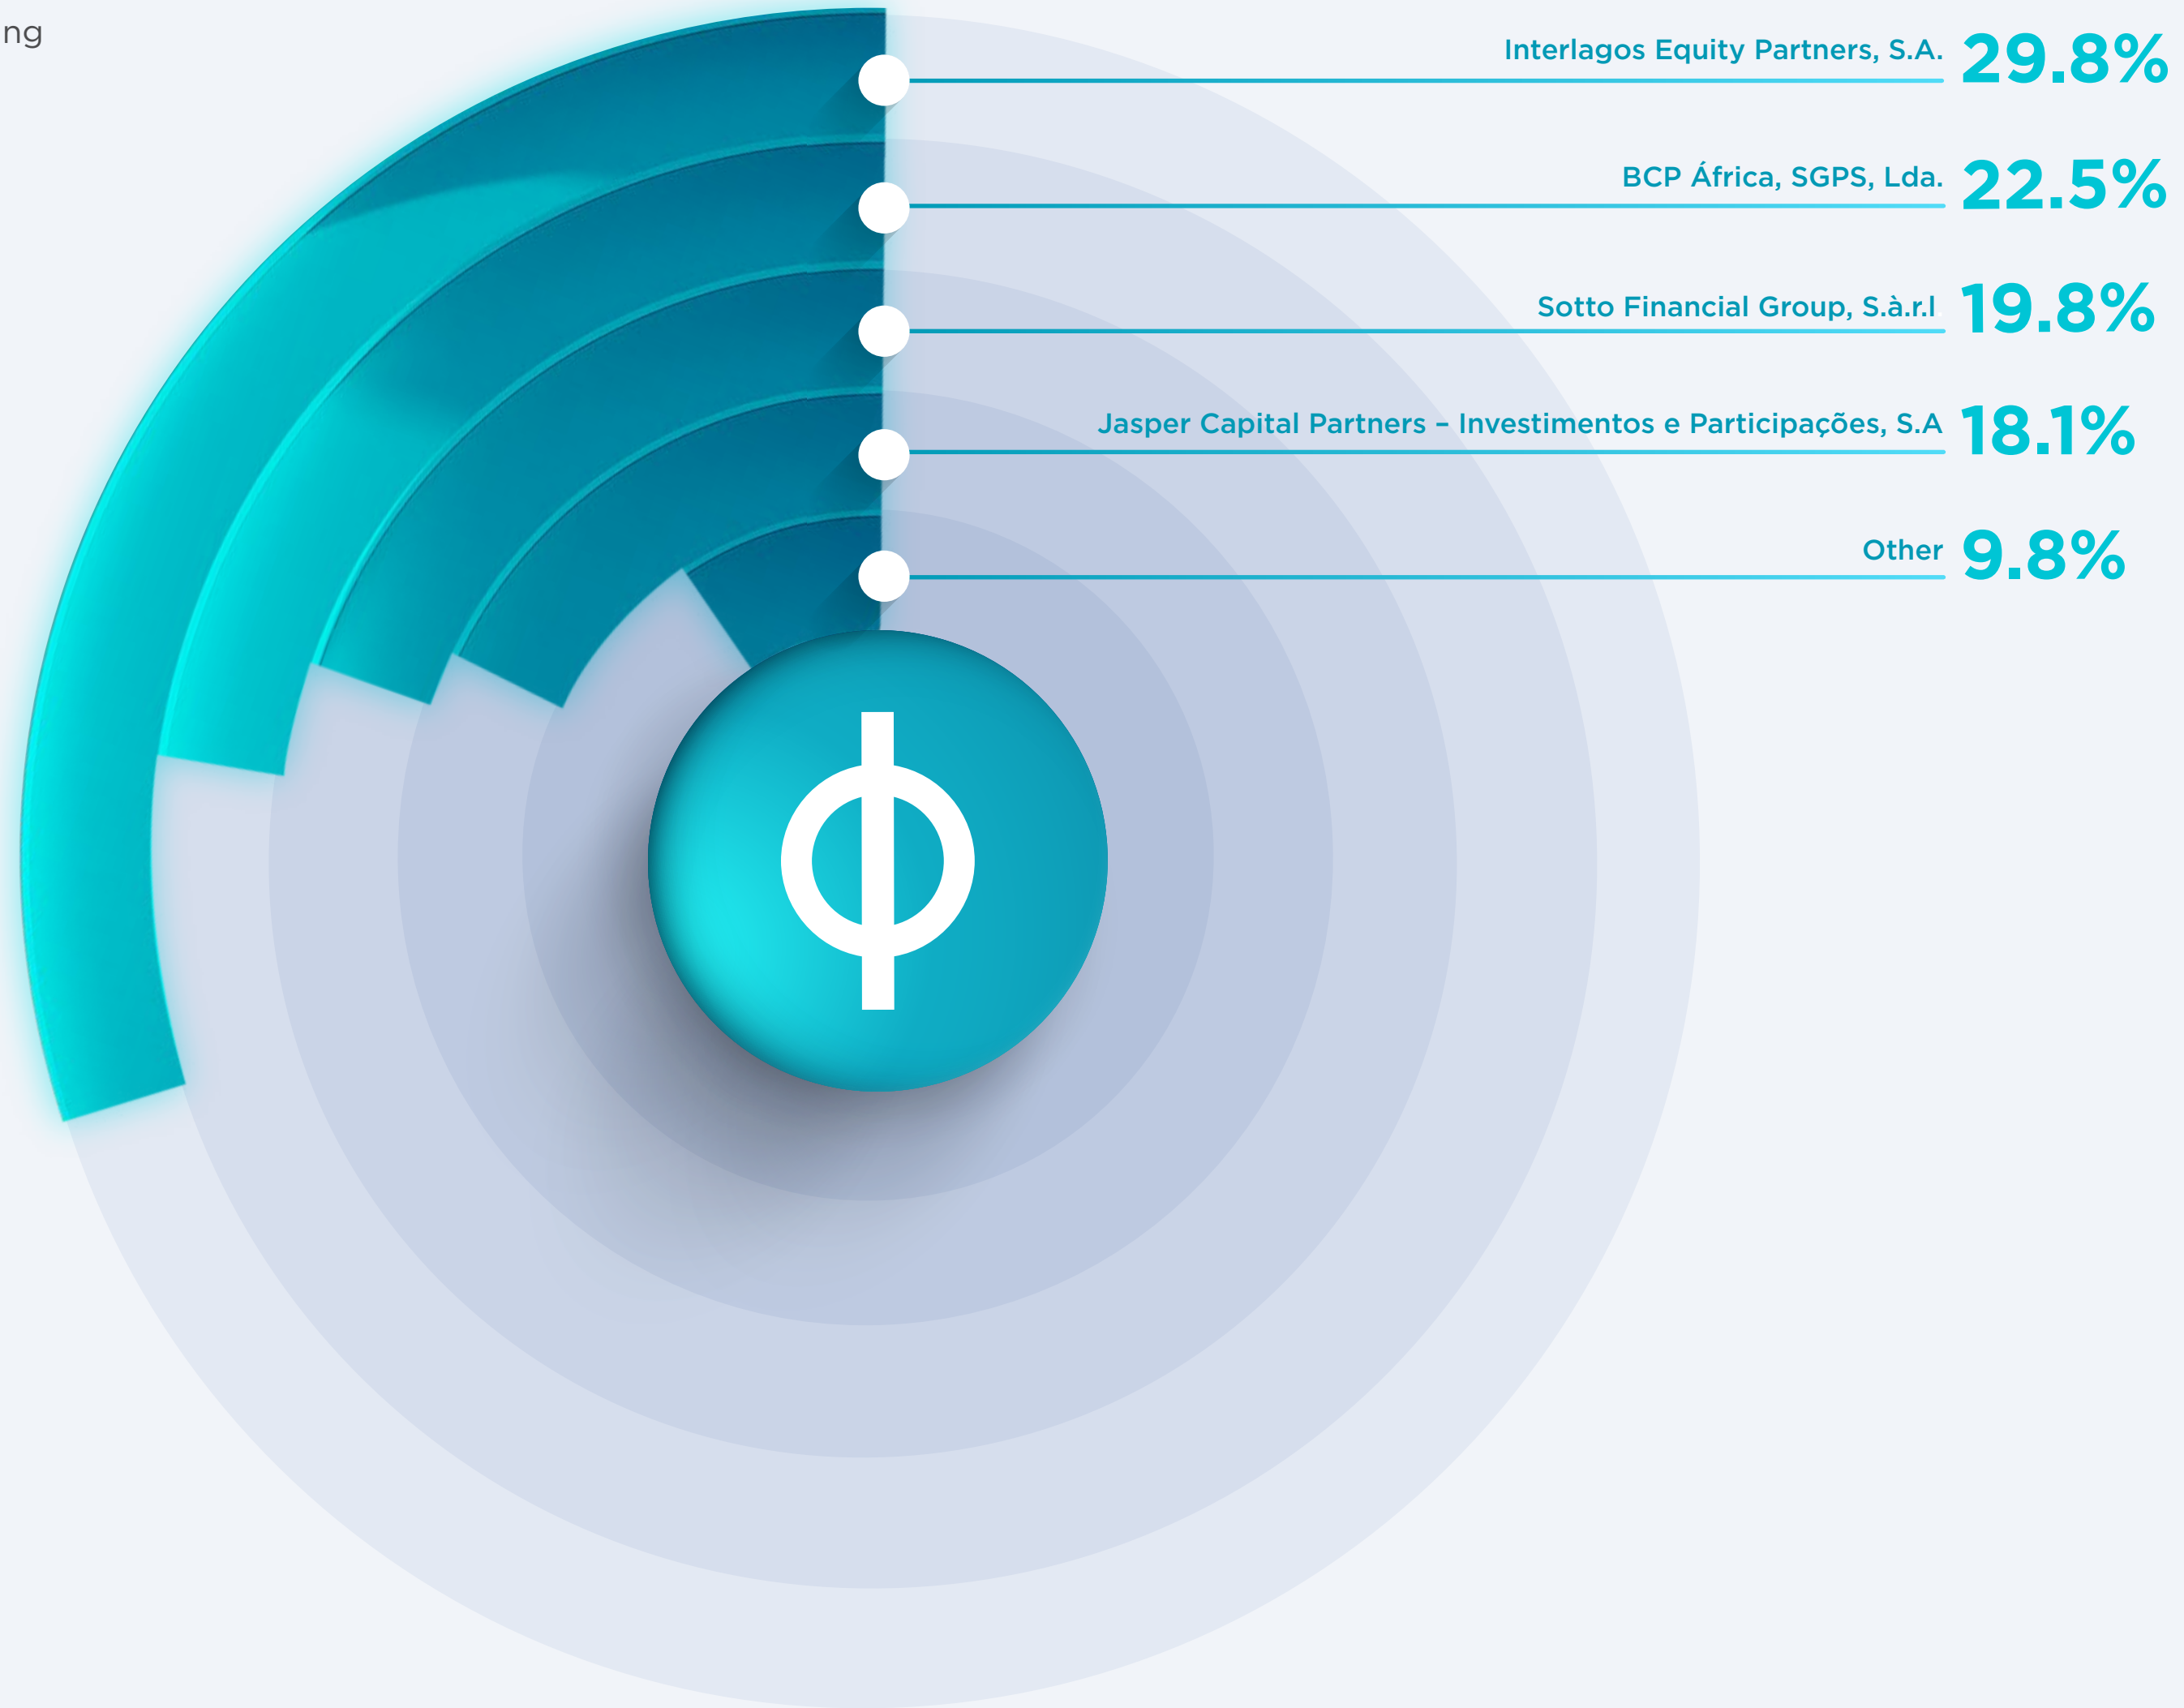 ng
Interlagos Equity Partners, S.A. 29.8%
BCP África, SGPS, Lda. 22.5%
Sotto Financial Group, S.à.r.l. 19.8%
Jasper Capital Partners – Investimentos e Participações, S.A 18.1%
Other 9.8%